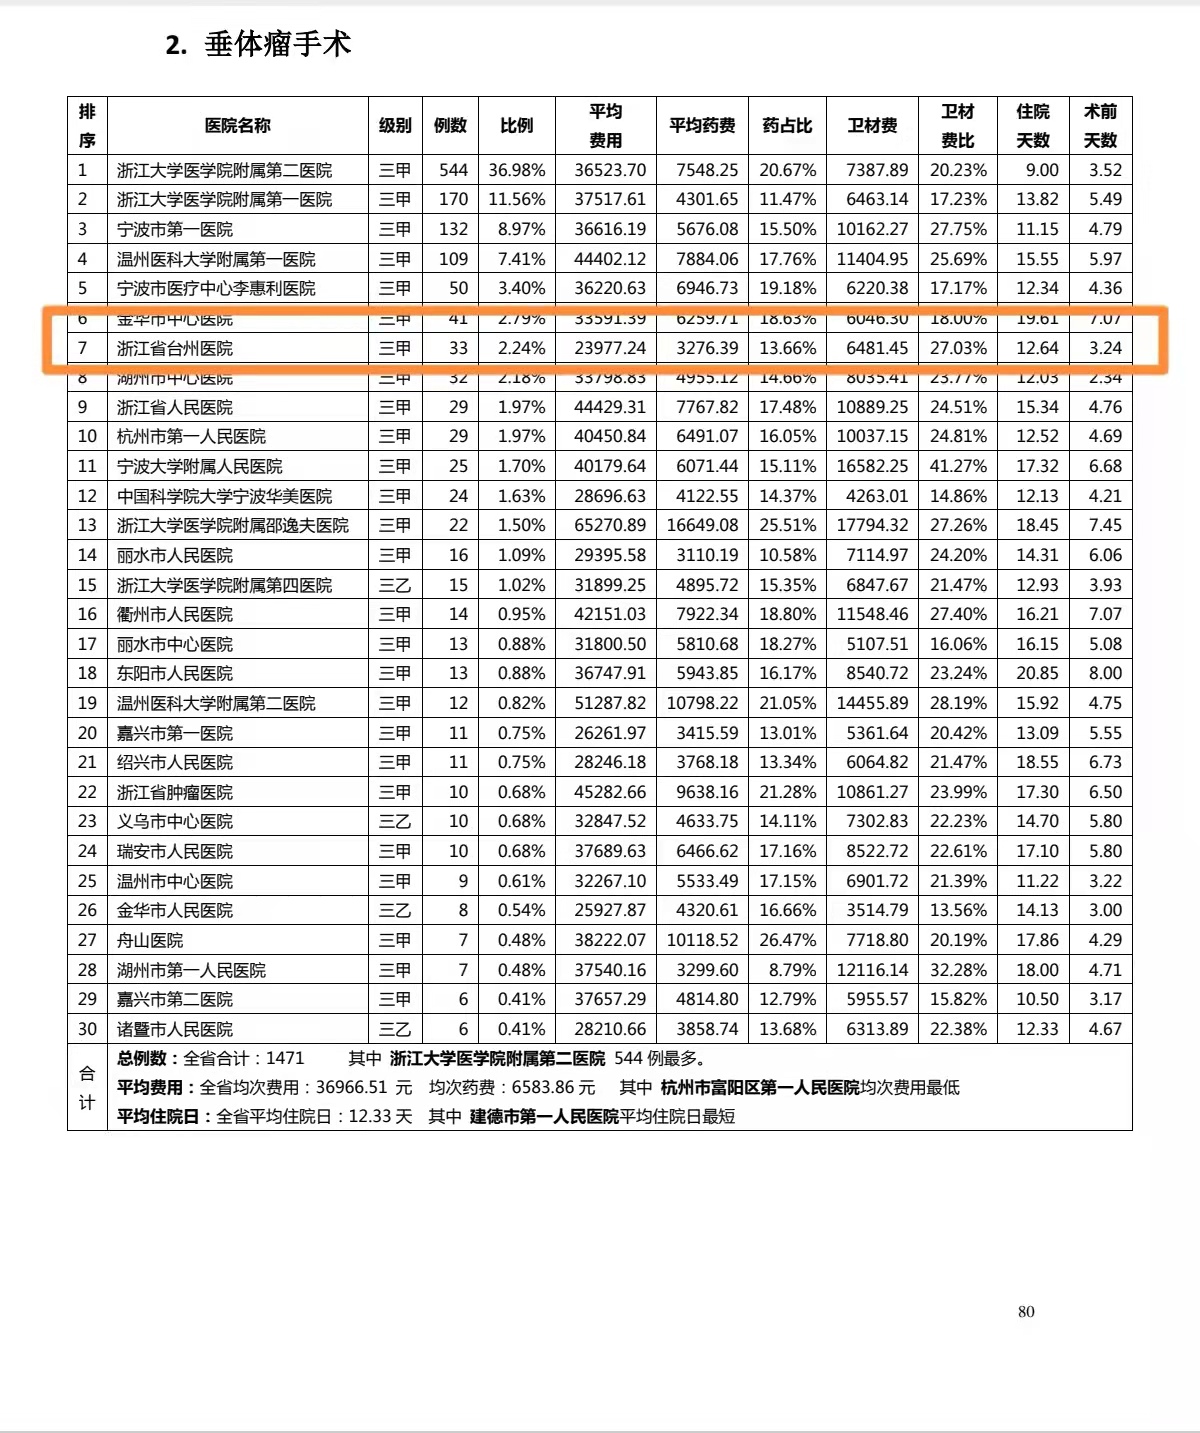 2. 垂体瘤手术
排序 医院名称 级别 例数 比例 平均费用 平均药费 药占比 卫材费 卫材费比 住院天数 术前天数
1 浙江大学医学院附属第二医院 三甲 544 36.98% 36523.70 7548.25 20.67% 7387.89 20.23% 9.00 3.52
2 浙江大学医学院附属第一医院 三甲 170 11.56% 37517.61 4301.65 11.47% 6463.14 17.23% 13.82 5.49
3 宁波市第一医院 三甲 132 8.97% 36616.19 5676.08 15.50% 10162.27 27.75% 11.15 4.79
4 温州医科大学附属第一医院 三甲 109 7.41% 44402.12 7884.06 17.76% 11404.95 25.69% 15.55 5.97
5 宁波市医疗中心李惠利医院 三甲 50 3.40% 36220.63 6946.73 19.18% 6220.38 17.17% 12.34 4.36
6 金华市中心医院 三甲 41 2.79% 33591.39 6259.71 18.63% 6046.30 18.00% 19.61 7.07
7 浙江省台州医院 三甲 33 2.24% 23977.24 3276.39 13.66% 6481.45 27.03% 12.64 3.24
8 湖州市中心医院 三甲 32 2.18% 33798.83 4955.12 14.66% 8035.41 23.77% 12.03 2.34
9 浙江省人民医院 三甲 29 1.97% 44429.31 7767.82 17.48% 10889.25 24.51% 15.34 4.76
10 杭州市第一人民医院 三甲 29 1.97% 40450.84 6491.07 16.05% 10037.15 24.81% 12.52 4.69
11 宁波大学附属人民医院 三甲 25 1.70% 40179.64 6071.44 15.11% 16582.25 41.27% 17.32 6.68
12 中国科学院大学宁波华美医院 三甲 24 1.63% 28696.63 4122.55 14.37% 4263.01 14.86% 12.13 4.21
13 浙江大学医学院附属邵逸夫医院 三甲 22 1.50% 65270.89 16649.08 25.51% 17794.32 27.26% 18.45 7.45
14 丽水市人民医院 三甲 16 1.09% 29395.58 3110.19 10.58% 7114.97 24.20% 14.31 6.06
15 浙江大学医学院附属第四医院 三乙 15 1.02% 31899.25 4895.72 15.35% 6847.67 21.47% 12.93 3.93
16 衢州市人民医院 三甲 14 0.95% 42151.03 7922.34 18.80% 11548.46 27.40% 16.21 7.07
17 丽水市中心医院 三甲 13 0.88% 31800.50 5810.68 18.27% 5107.51 16.06% 16.15 5.08
18 东阳市人民医院 三甲 13 0.88% 36747.91 5943.85 16.17% 8540.72 23.24% 20.85 8.00
19 温州医科大学附属第二医院 三甲 12 0.82% 51287.82 10798.22 21.05% 14455.89 28.19% 15.92 4.75
20 嘉兴市第一医院 三甲 11 0.75% 26261.97 3415.59 13.01% 5361.64 20.42% 13.09 5.55
21 绍兴市人民医院 三甲 11 0.75% 28246.18 3768.18 13.34% 6064.82 21.47% 18.55 6.73
22 浙江省肿瘤医院 三甲 10 0.68% 45282.66 9638.16 21.28% 10861.27 23.99% 17.30 6.50
23 义乌市中心医院 三乙 10 0.68% 32847.52 4633.75 14.11% 7302.83 22.23% 14.70 5.80
24 瑞安市人民医院 三甲 10 0.68% 37689.63 6466.62 17.16% 8522.72 22.61% 17.10 5.80
25 温州市中心医院 三甲 9 0.61% 32267.10 5533.49 17.15% 6901.72 21.39% 11.22 3.22
26 金华市人民医院 三乙 8 0.54% 25927.87 4320.61 16.66% 3514.79 13.56% 14.13 3.00
27 舟山医院 三甲 7 0.48% 38222.07 10118.52 26.47% 7718.80 20.19% 17.86 4.29
28 湖州市第一人民医院 三甲 7 0.48% 37540.16 3299.60 8.79% 12116.14 32.28% 18.00 4.71
29 嘉兴市第二医院 三甲 6 0.41% 37657.29 4814.80 12.79% 5955.57 15.82% 10.50 3.17
30 诸暨市人民医院 三乙 6 0.41% 28210.66 3858.74 13.68% 6313.89 22.38% 12.33 4.67
合计 总例数：全省合计：1471 其中 浙江大学医学院附属第二医院 544 例最多。
平均费用：全省均次费用：36966.51 元 均次药费：6583.86 元 其中 杭州市富阳区第一人民医院均次费用最低
平均住院日：全省平均住院日：12.33 天 其中 建德市第一人民医院平均住院日最短
80